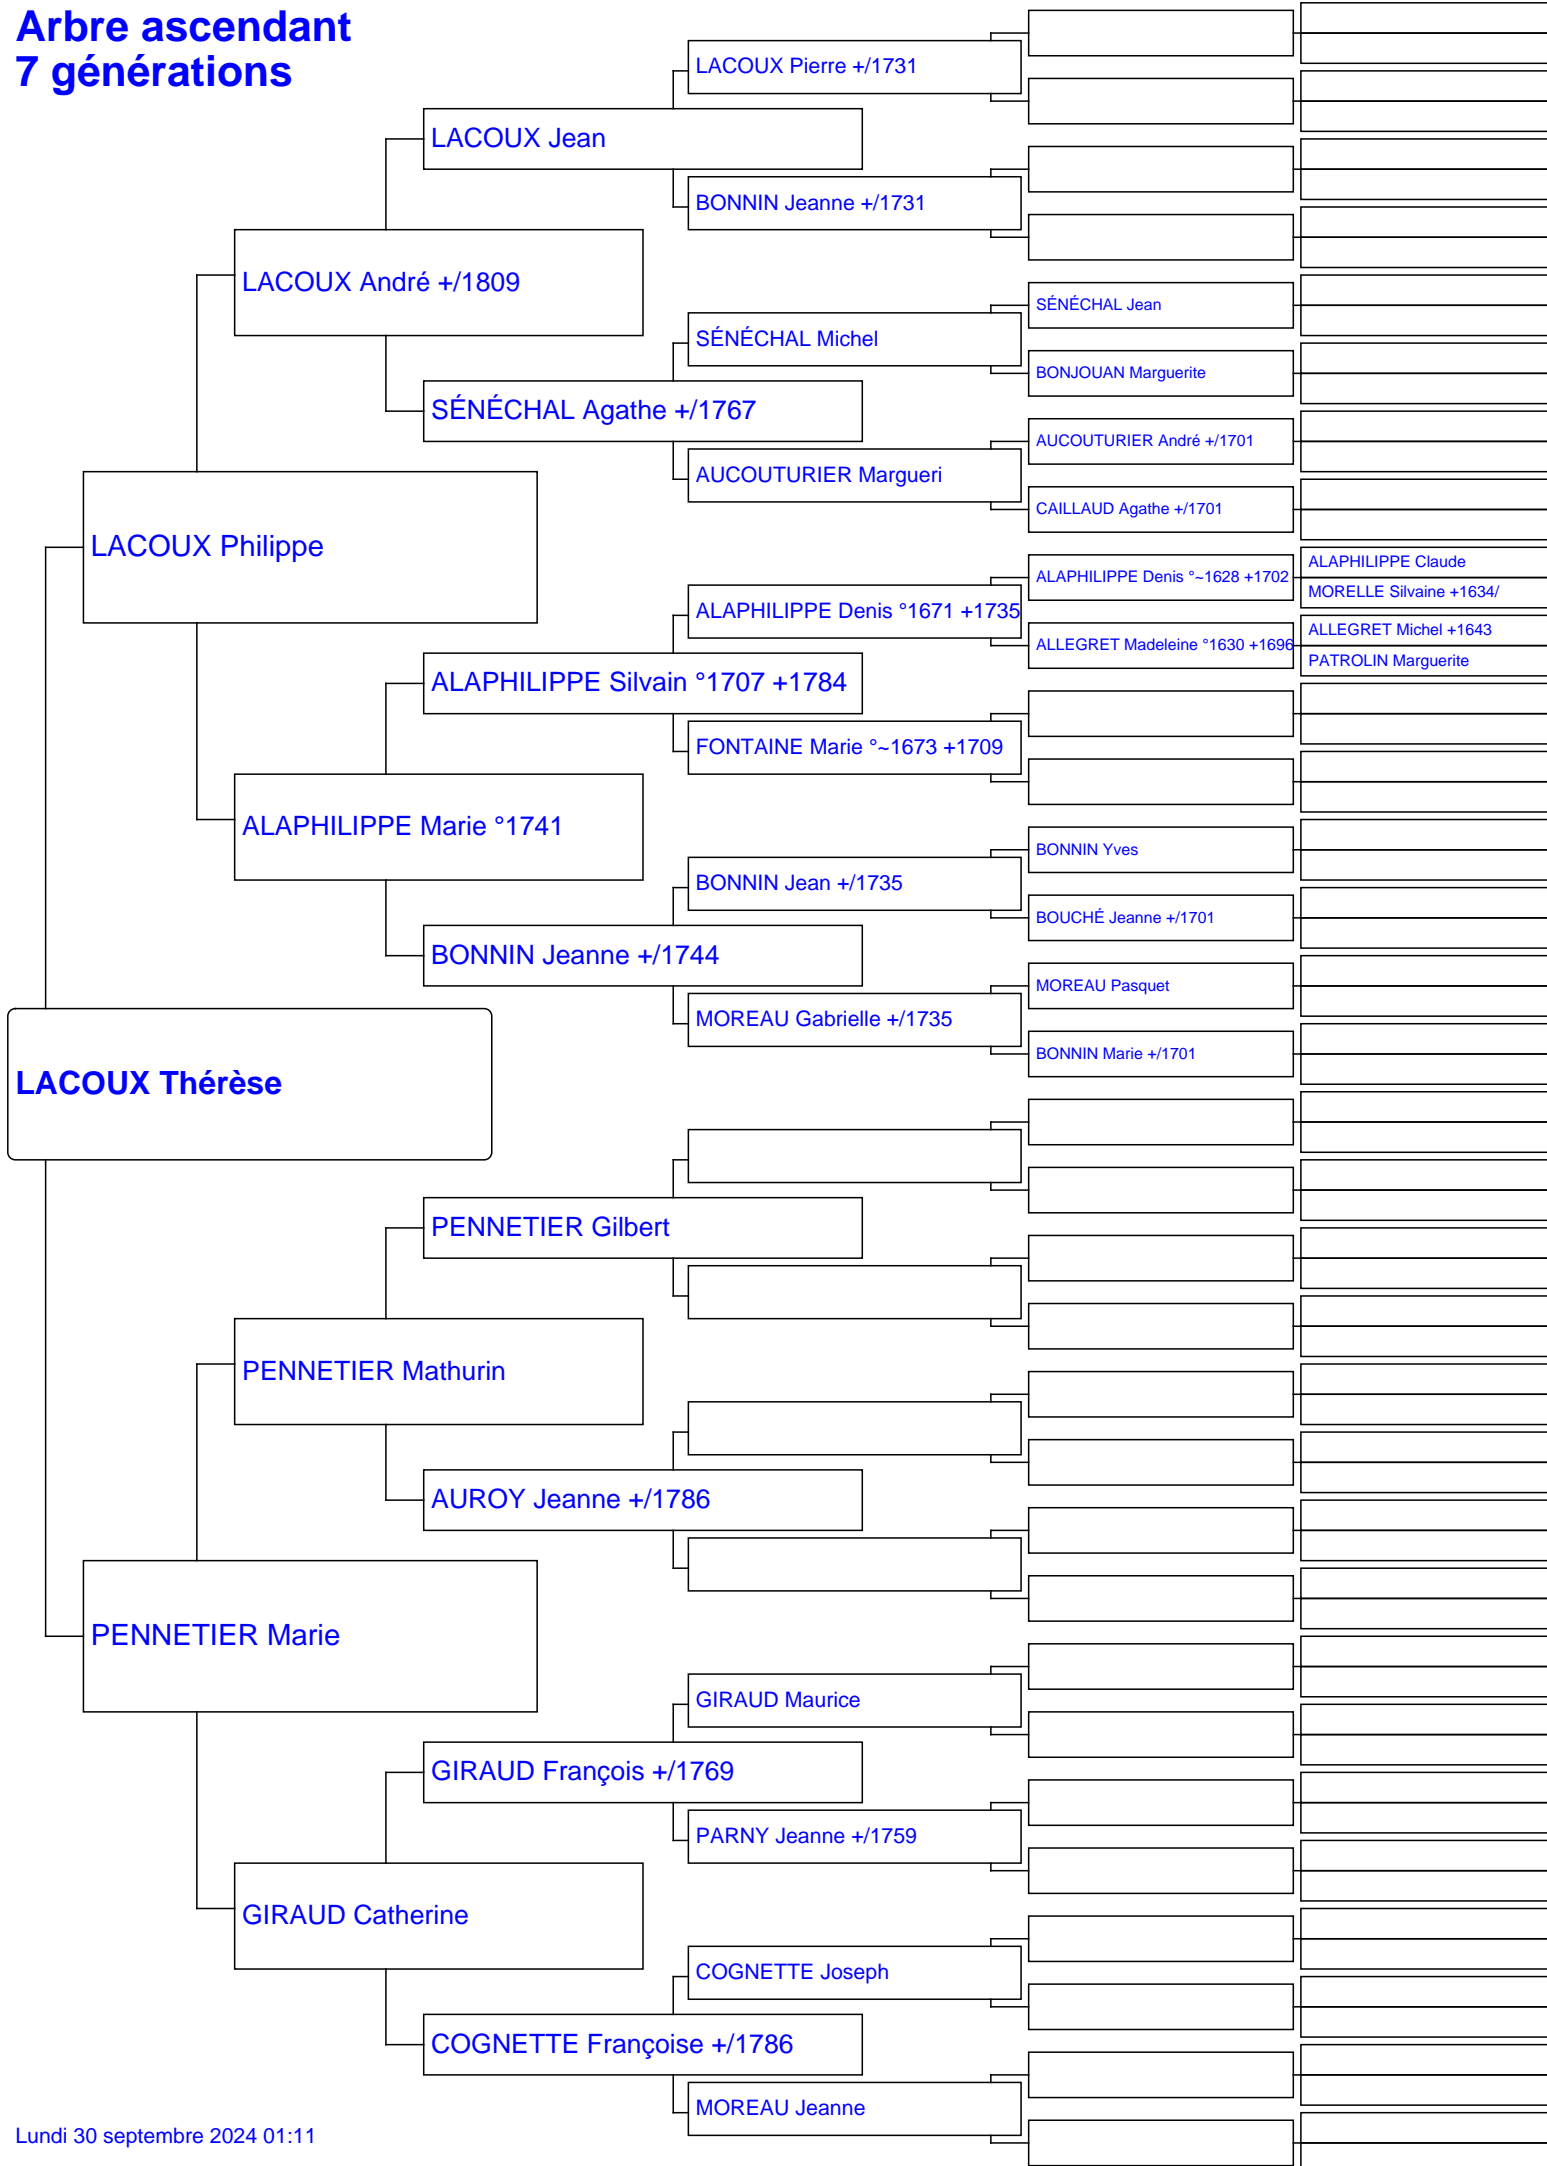 Arbre ascendant
7 générations
LACOUX Pierre +/1731
LACOUX Jean
BONNIN Jeanne +/1731
LACOUX André +/1809
SÉNÉCHAL Jean
SÉNÉCHAL Michel
BONJOUAN Marguerite
SÉNÉCHAL Agathe +/1767
AUCOUTURIER André +/1701
AUCOUTURIER Margueri
CAILLAUD Agathe +/1701
LACOUX Philippe
ALAPHILIPPE Claude
ALAPHILIPPE Denis °~1628 +1702
MORELLE Silvaine +1634/
ALAPHILIPPE Denis °1671 +1735
ALLEGRET Michel +1643
ALLEGRET Madeleine °1630 +1696
PATROLIN Marguerite
ALAPHILIPPE Silvain °1707 +1784
FONTAINE Marie °~1673 +1709
ALAPHILIPPE Marie °1741
BONNIN Yves
BONNIN Jean +/1735
BOUCHÉ Jeanne +/1701
BONNIN Jeanne +/1744
MOREAU Pasquet
MOREAU Gabrielle +/1735
BONNIN Marie +/1701
LACOUX Thérèse
PENNETIER Gilbert
PENNETIER Mathurin
AUROY Jeanne +/1786
PENNETIER Marie
GIRAUD Maurice
GIRAUD François +/1769
PARNY Jeanne +/1759
GIRAUD Catherine
COGNETTE Joseph
COGNETTE Françoise +/1786
MOREAU Jeanne
Lundi 30 septembre 2024 01:11